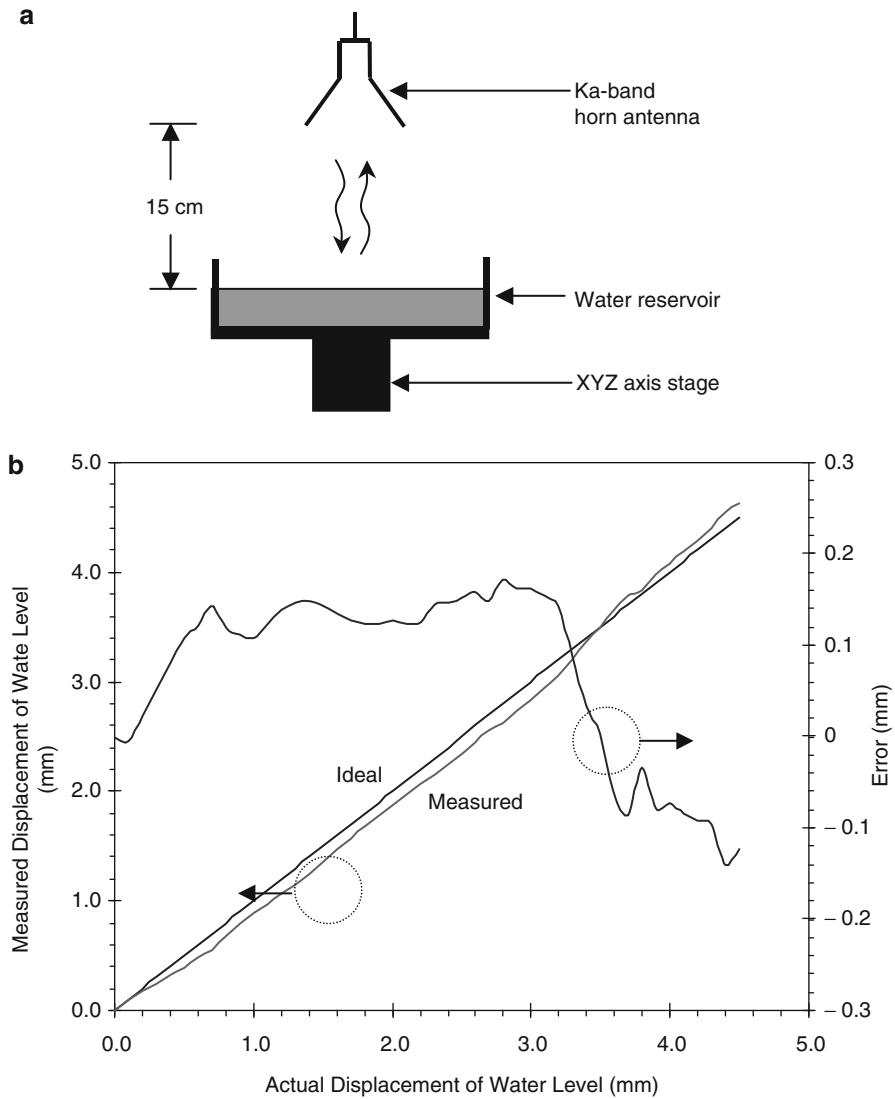 a
Ka-band
horn antenna
15 cm
Water reservoir
XYZ axis stage
b
Measured Displacement of Wate Level
(mm)
5.0
4.0
3.0
2.0
1.0
0.0
0.3
0.2
0.1
0
−0.1
−0.2
−0.3
Error (mm)
Ideal
Measured
0.0 1.0 2.0 3.0 4.0 5.0
Actual Displacement of Water Level (mm)